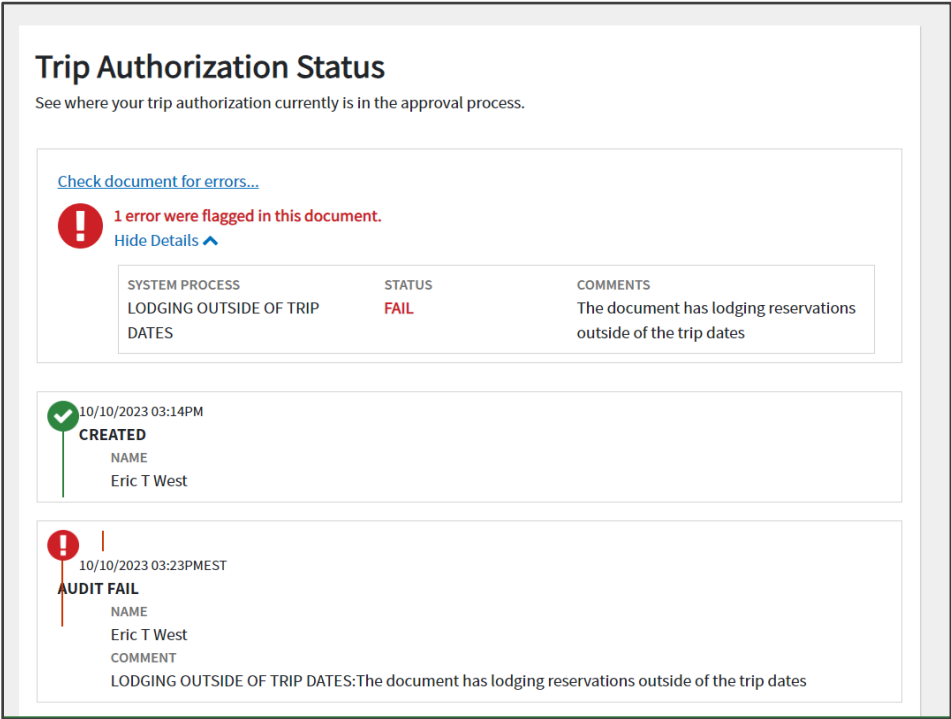 Trip Authorization Status
See where your trip authorization currently is in the approval process.
Check document for errors...
1 error were flagged in this document.
Hide Details
SYSTEM PROCESS STATUS COMMENTS
LODGING OUTSIDE OF TRIP FAIL The document has lodging reservations
DATES outside of the trip dates
10/10/2023 03:14PM
CREATED
NAME
Eric T West
10/10/2023 03:23PMEST
AUDIT FAIL
NAME
Eric T West
COMMENT
LODGING OUTSIDE OF TRIP DATES:The document has lodging reservations outside of the trip dates